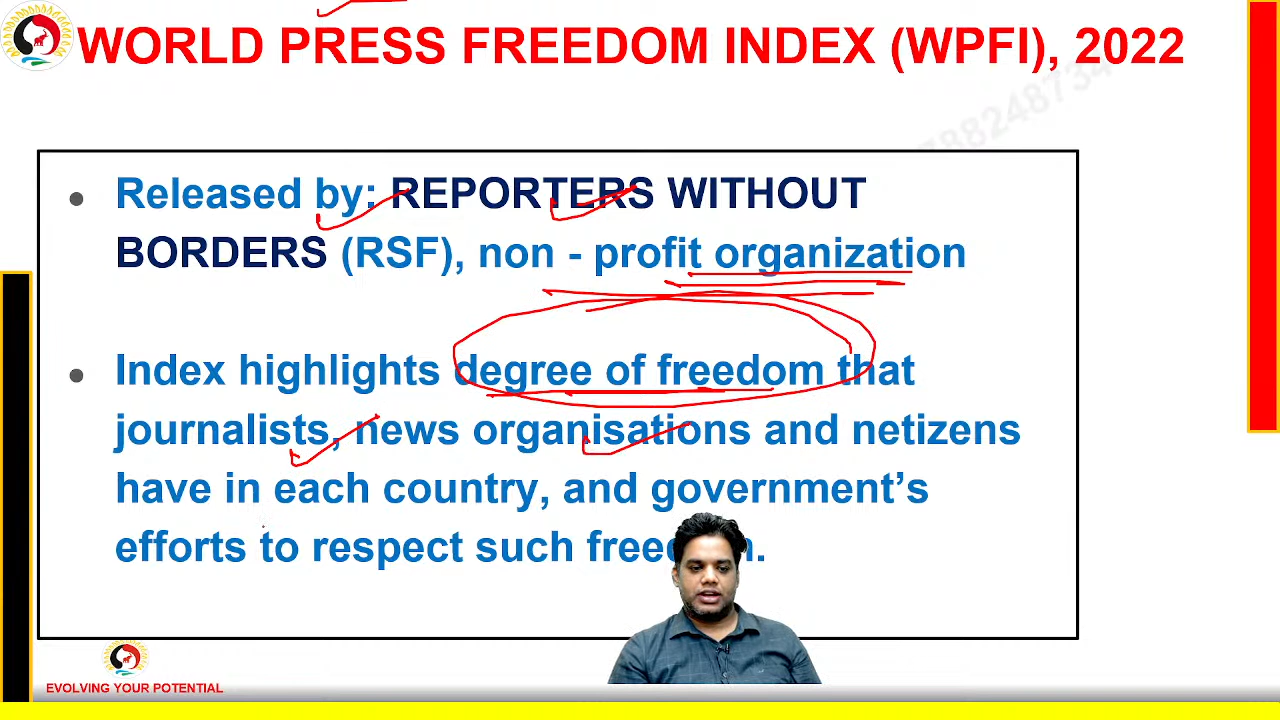 WORLD PRESS FREEDOM INDEX (WPFI), 2022
Released by: REPORTERS WITHOUT
BORDERS (RSF), non - profit organization
Index highlights degree of freedom that
journalists, news organisations and netizens
have in each country, and government’s
efforts to respect such freedom.
EVOLVING YOUR POTENTIAL